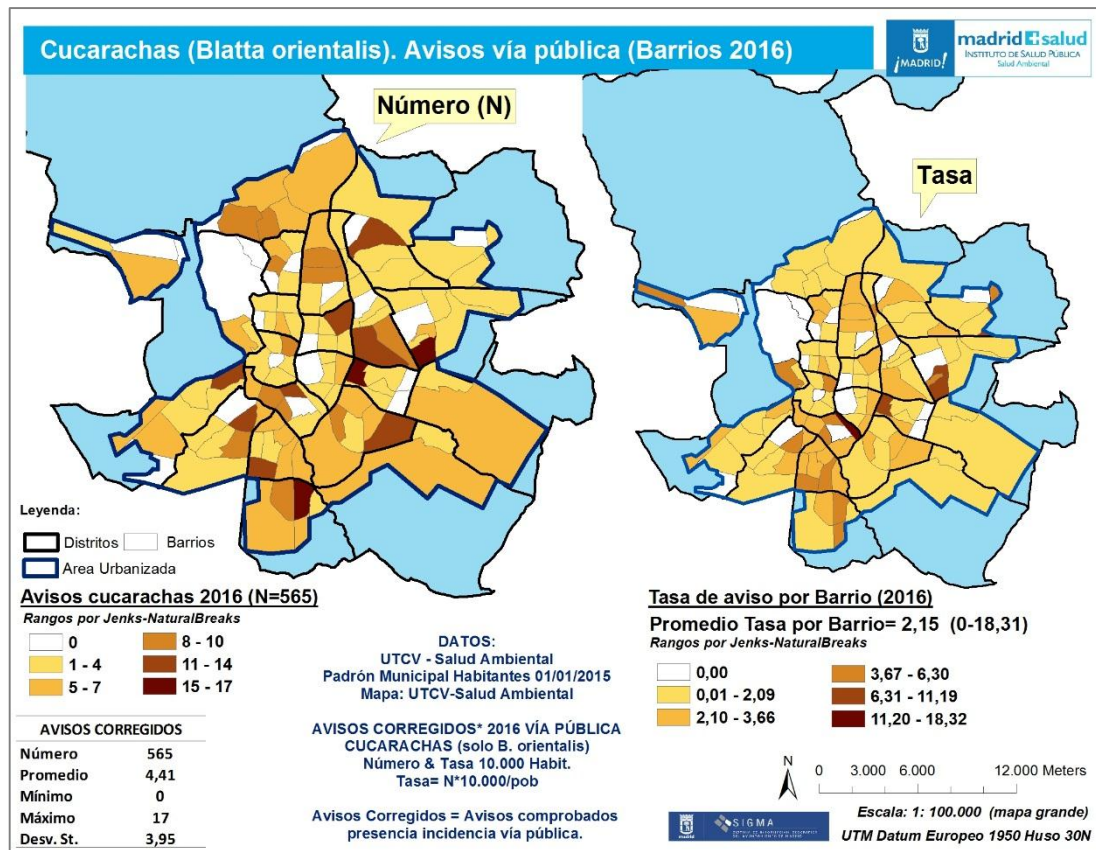 Cucarachas (Blatta orientalis). Avisos vía pública (Barrios 2016)
¡MADRID!
madrid+salud
INSTITUTO DE SALUD PÚBLICA
Salud Ambiental
Número (N)
Tasa
Leyenda:
Distritos Barrios
Area Urbanizada
Avisos cucarachas 2016 (N=565)
Rangos por Jenks-NaturalBreaks
0 8 - 10
1 - 4 11 - 14
5 - 7 15 - 17
AVISOS CORREGIDOS
Número 565
Promedio 4,41
Mínimo 0
Máximo 17
Desv. St. 3,95
DATOS:
UTCV - Salud Ambiental
Padrón Municipal Habitantes 01/01/2015
Mapa: UTCV-Salud Ambiental
AVISOS CORREGIDOS* 2016 VÍA PÚBLICA
CUCARACHAS (solo B. orientalis)
Número & Tasa 10.000 Habit.
Tasa= N*10.000/pob
Avisos Corregidos = Avisos comprobados
presencia incidencia vía pública.
Tasa de aviso por Barrio (2016)
Promedio Tasa por Barrio= 2,15 (0-18,31)
Rangos por Jenks-NaturalBreaks
0,00 3,67 - 6,30
0,01 - 2,09 6,31 - 11,19
2,10 - 3,66 11,20 - 18,32
N
0 3.000 6.000 12.000 Meters
SIGMA
Escala: 1: 100.000 (mapa grande)
UTM Datum Europeo 1950 Huso 30N